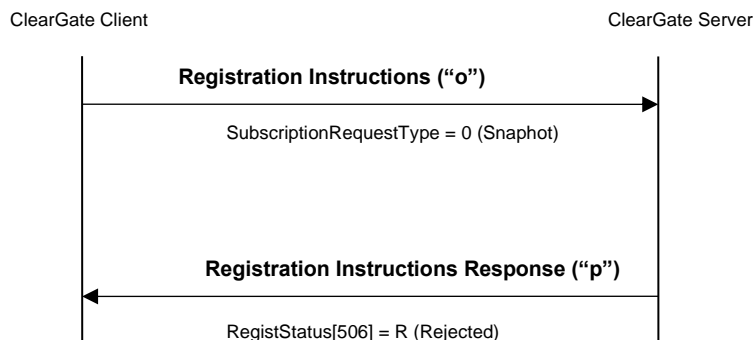 ClearGate Client ClearGate Server
Registration Instructions (“o”)
SubscriptionRequestType = 0 (Snaphot)
Registration Instructions Response (“p”)
RegistStatus[506] = R (Rejected)